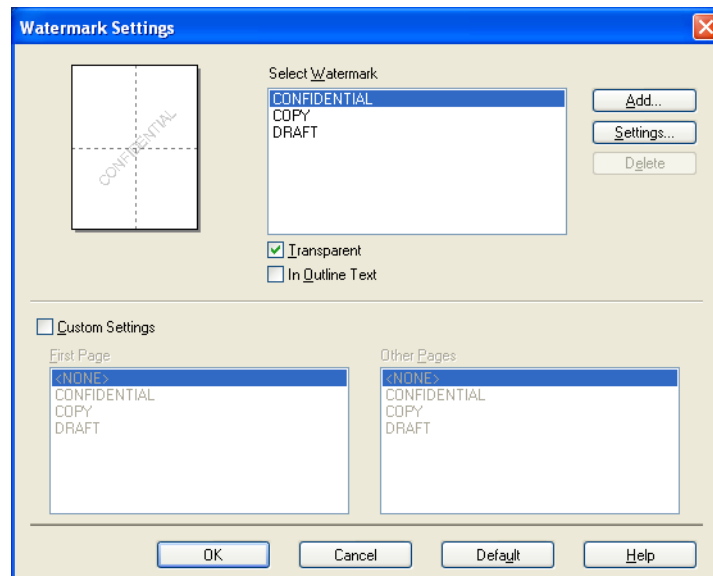 Watermark Settings
CONFIDENTIAL
Select Watermark
CONFIDENTIAL
COPY
DRAFT
Add...
Settings...
Delete
Transparent
In Outline Text
Custom Settings
First Page
<NONE>
CONFIDENTIAL
COPY
DRAFT
Other Pages
<NONE>
CONFIDENTIAL
COPY
DRAFT
OK
Cancel
Default
Help